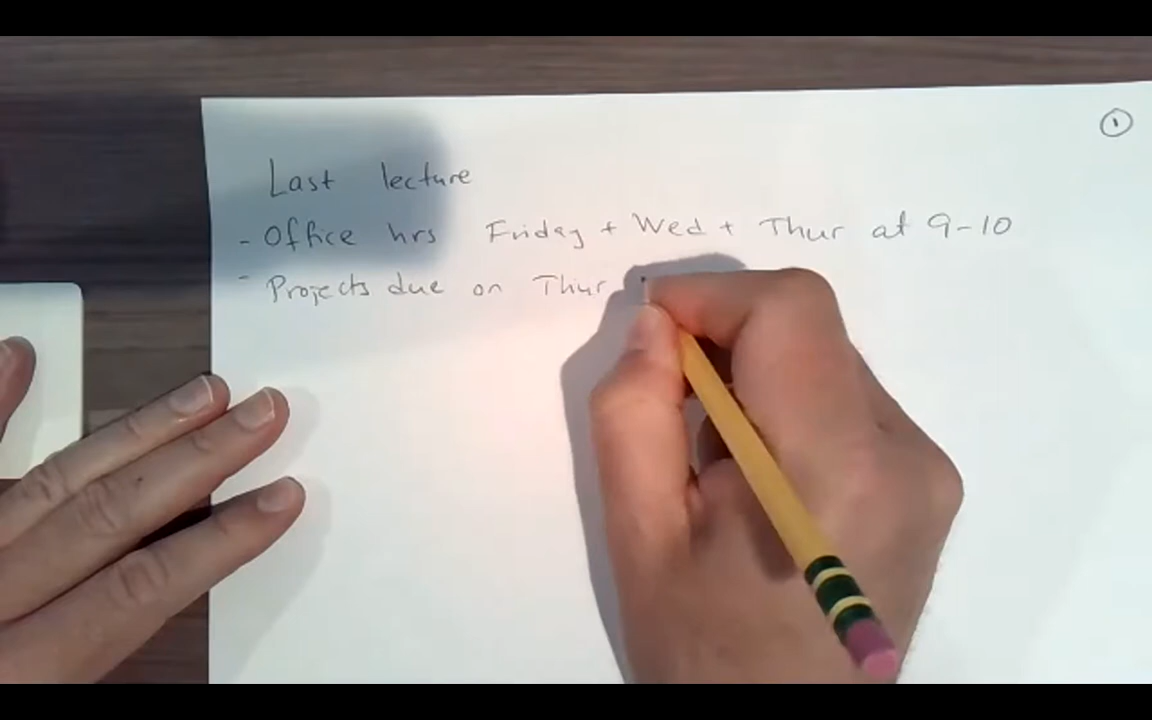 ①
Last lecture
- Office hrs Friday + Wed + Thur at 9-10
- Projects due on Thur